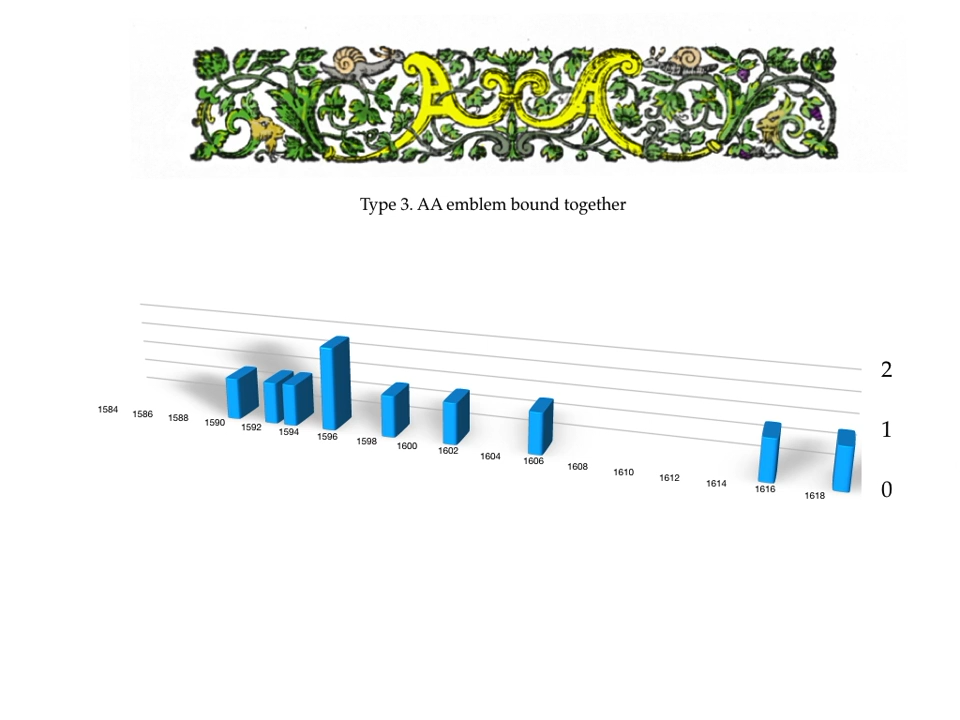 A A
Type 3. AA emblem bound together
2
1
0
1584 1586 1588 1590 1592 1594 1596 1598 1600 1602 1604 1606 1608 1610 1612 1614 1616 1618